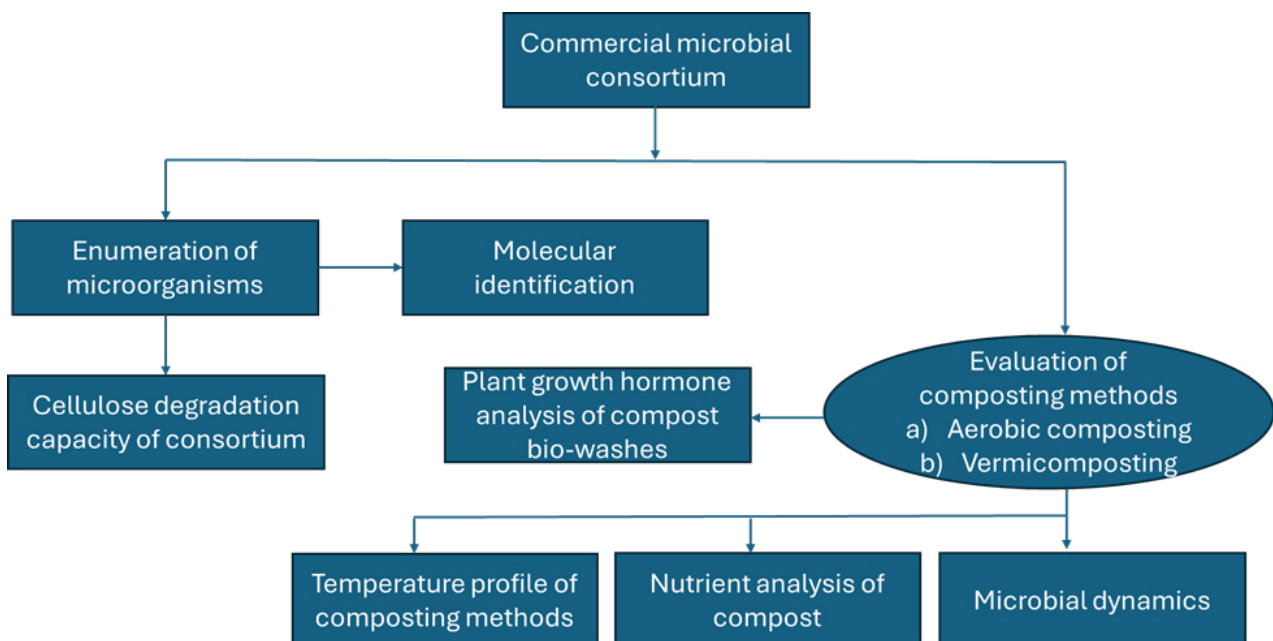 Commercial microbial
consortium
Enumeration of
microorganisms
Molecular
identification
Cellulose degradation
capacity of consortium
Plant growth hormone
analysis of compost
bio-washes
Evaluation of
composting methods
a) Aerobic composting
b) Vermicomposting
Temperature profile of
composting methods
Nutrient analysis of
compost
Microbial dynamics